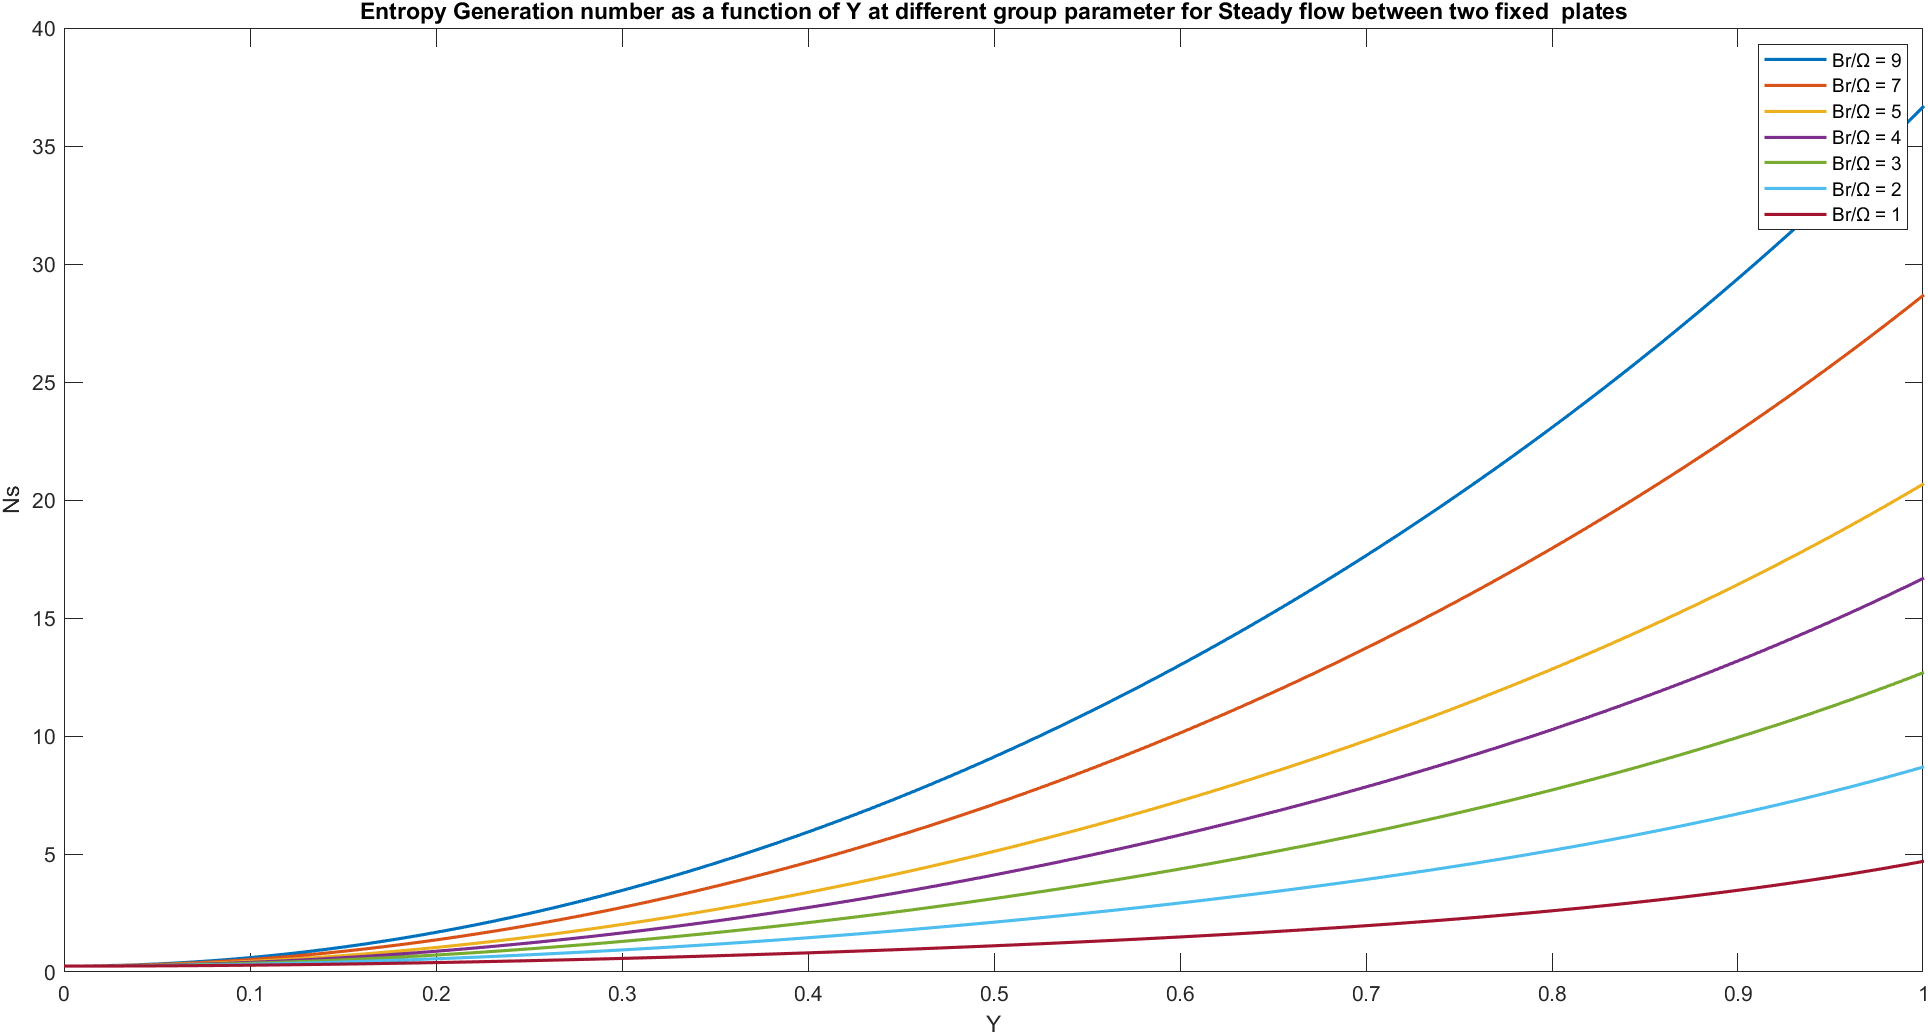 Entropy Generation number as a function of Y at different group parameter for Steady flow between two fixed  plates
40
35
30
25
20
15
10
5
0
Ns
Br/Ω = 9
Br/Ω = 7
Br/Ω = 5
Br/Ω = 4
Br/Ω = 3
Br/Ω = 2
Br/Ω = 1
0 0.1 0.2 0.3 0.4 0.5 0.6 0.7 0.8 0.9 1
Y